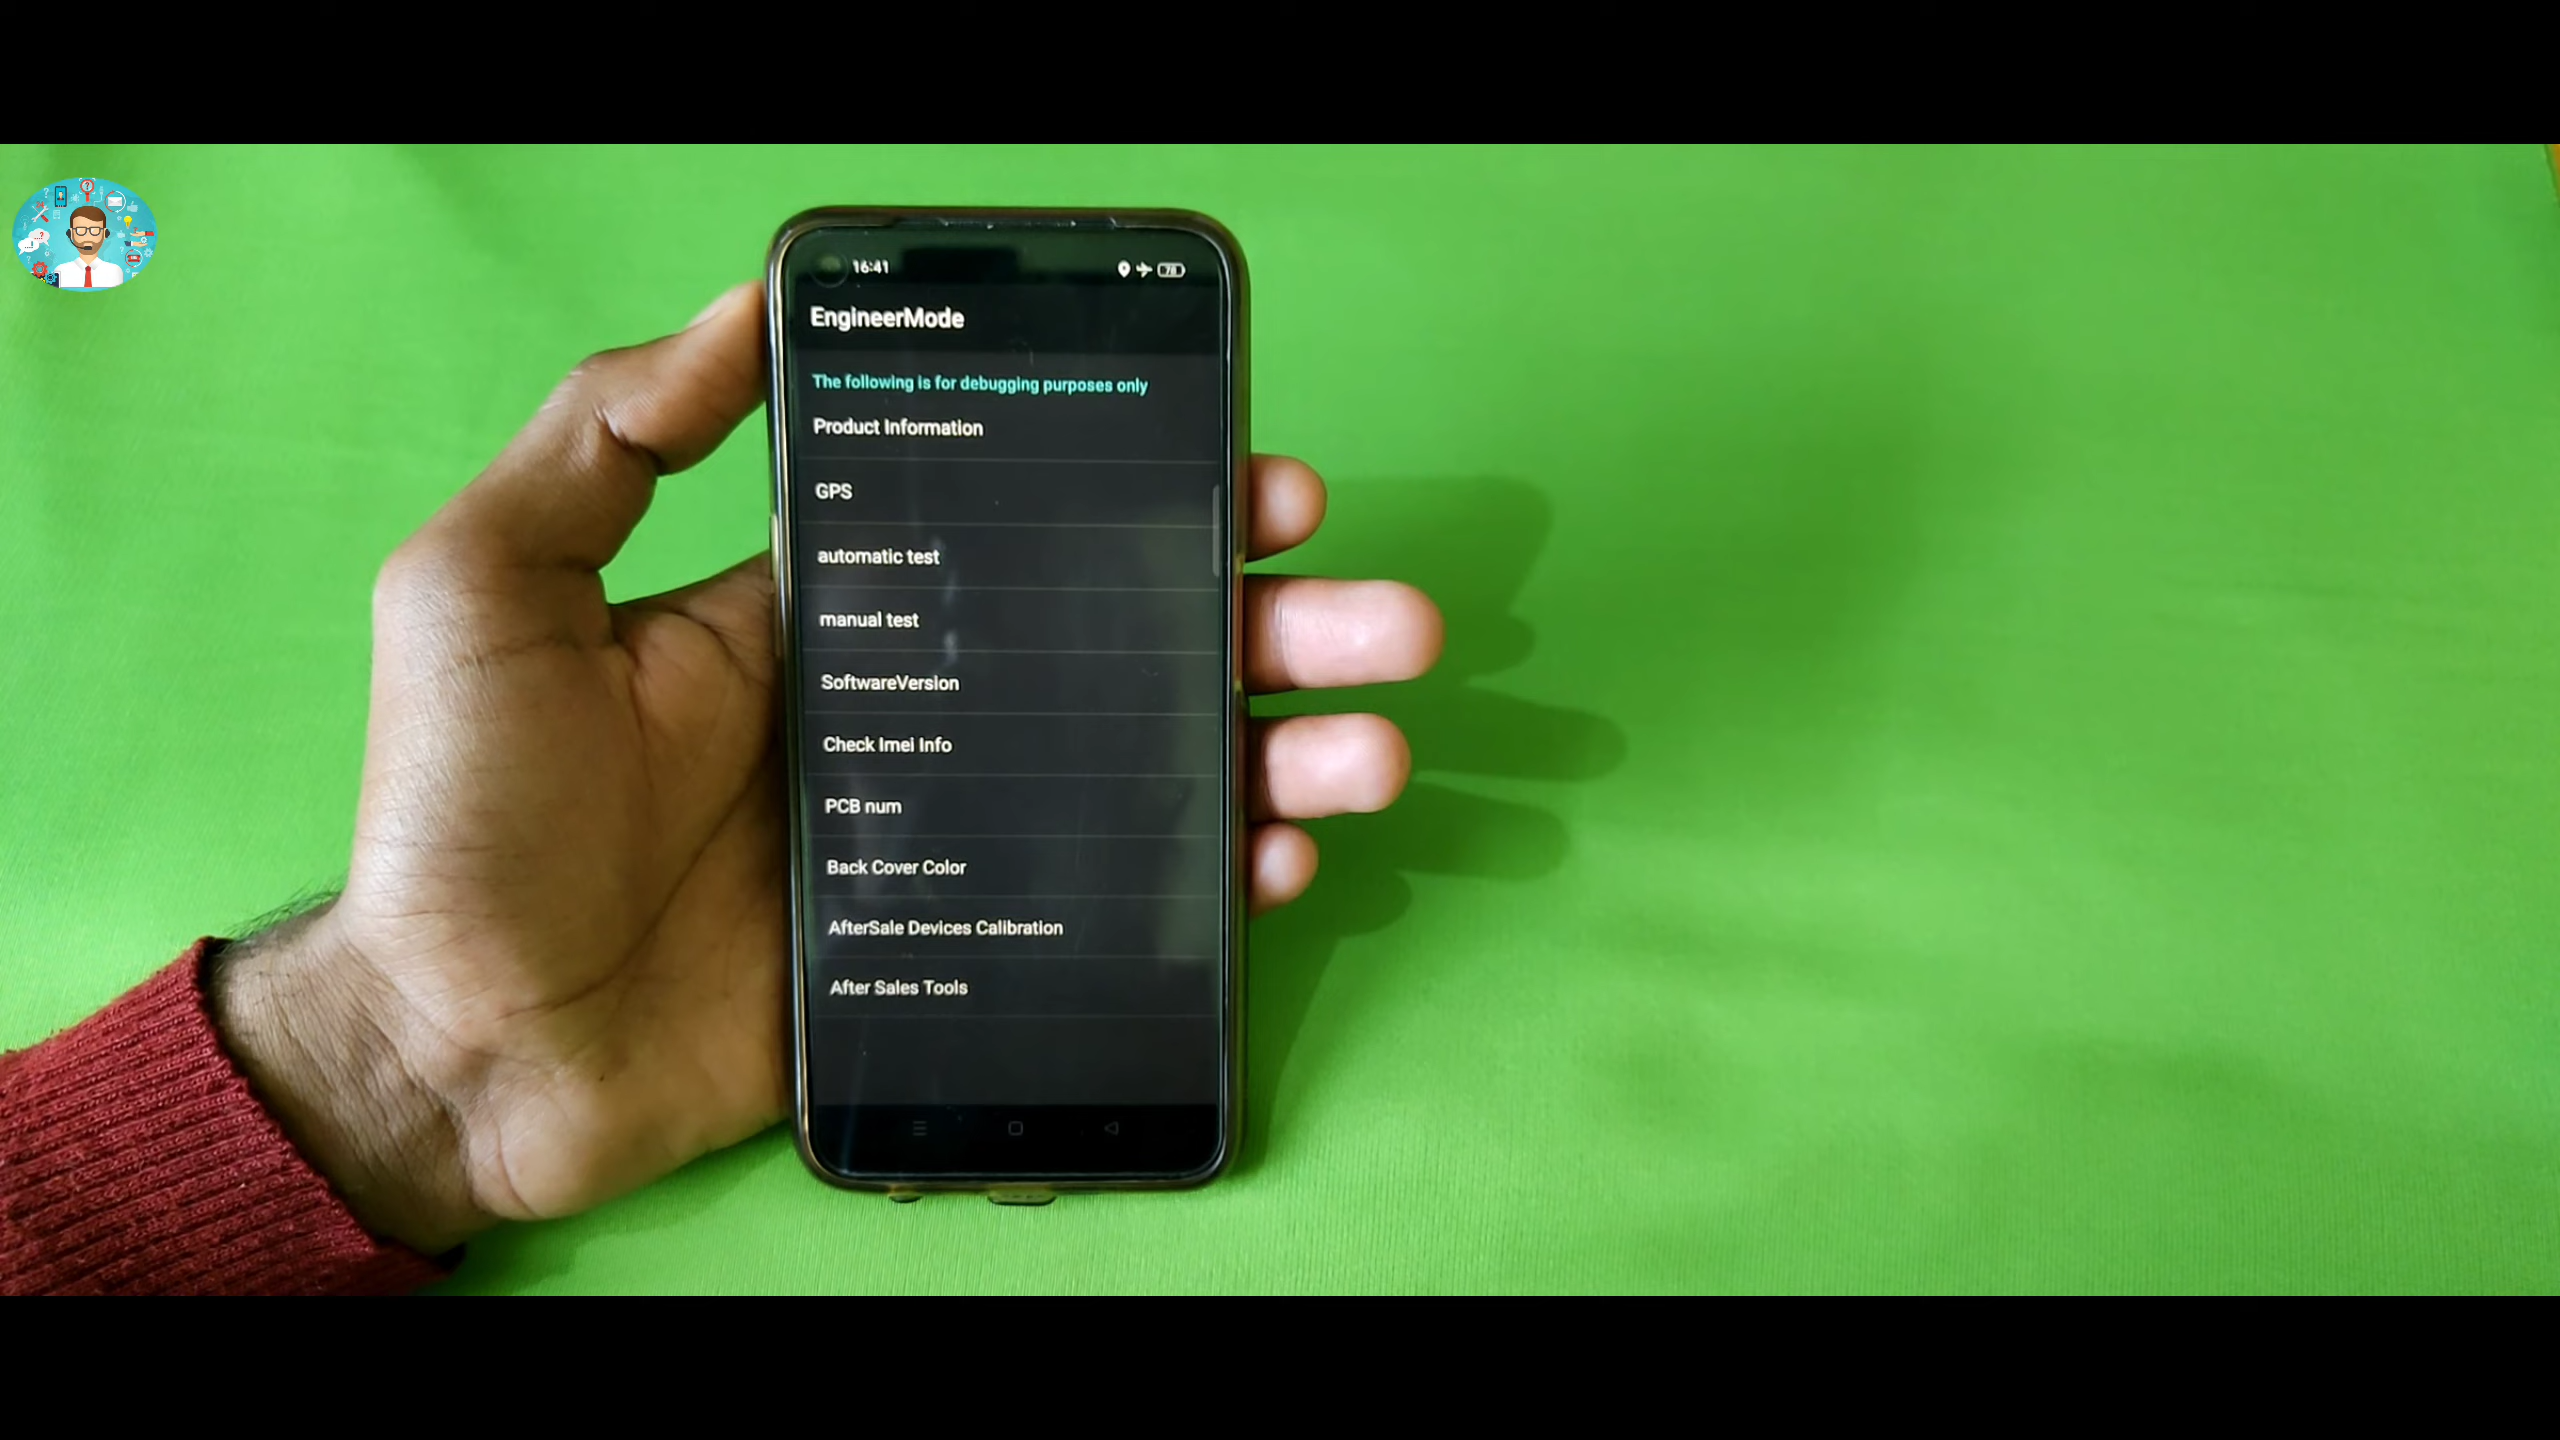 16:41
78
EngineerMode
The following is for debugging purposes only
Product Information
GPS
automatic test
manual test
SoftwareVersion
Check Imei Info
PCB num
Back Cover Color
AfterSale Devices Calibration
After Sales Tools